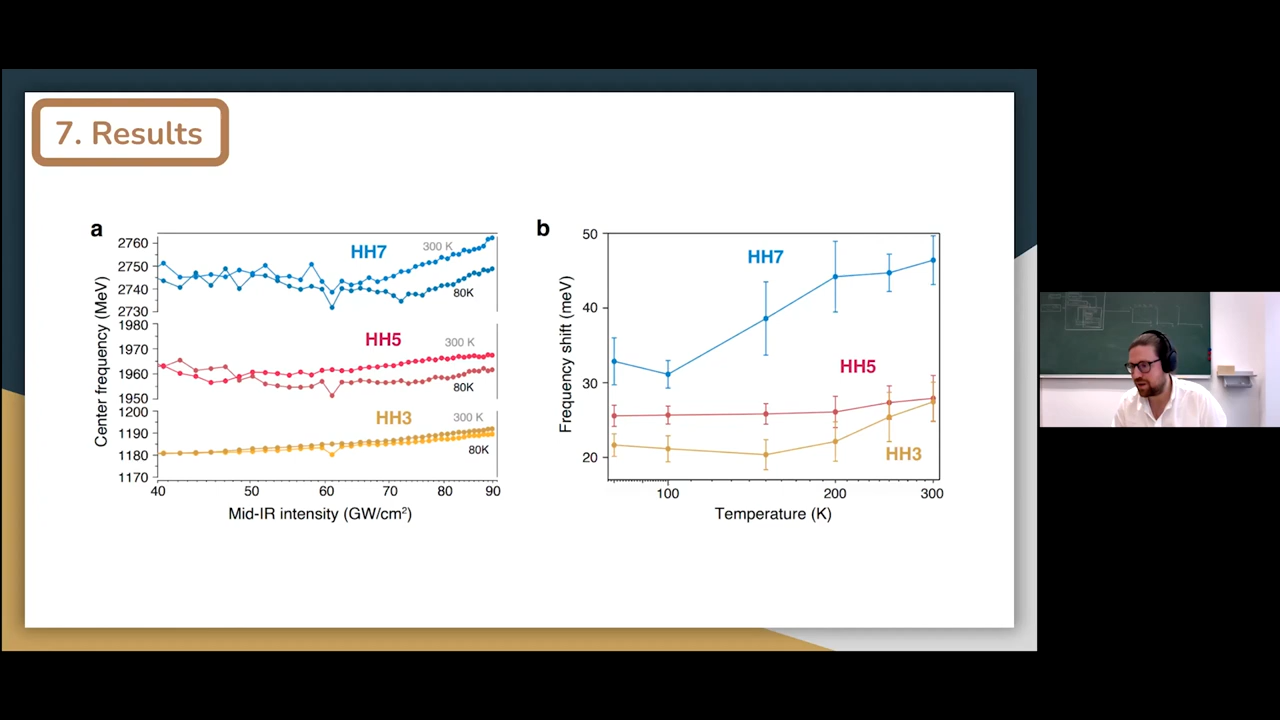 7. Results
a
Center frequency (MeV)
2760
2750
2740
2730
1980
1970
1960
1950
1200
1190
1180
1170
HH7
300 K
80K
HH5
300 K
80K
HH3
300 K
80K
40 50 60 70 80 90
Mid-IR intensity (GW/cm²)
b
Frequency shift (meV)
50
40
30
20
HH7
HH5
HH3
100 200 300
Temperature (K)